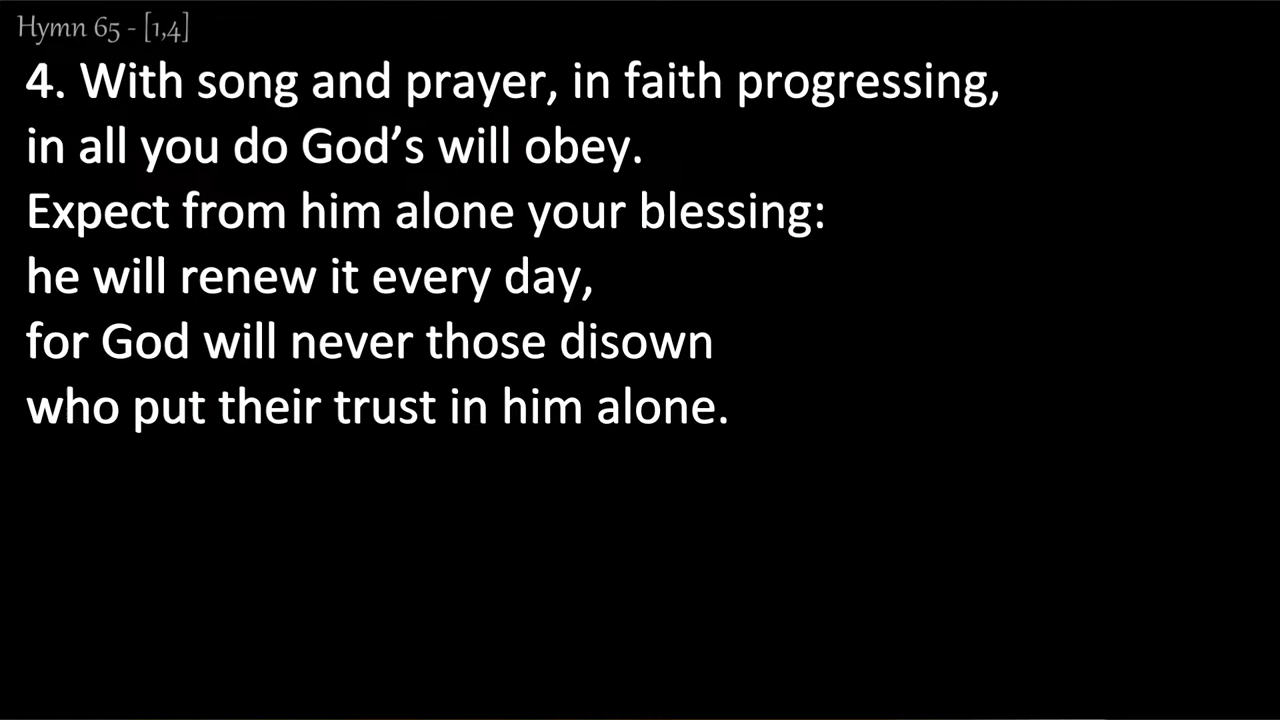 Hymn 65 - [1,4]
4. With song and prayer, in faith progressing,
in all you do God’s will obey.
Expect from him alone your blessing:
he will renew it every day,
for God will never those disown
who put their trust in him alone.